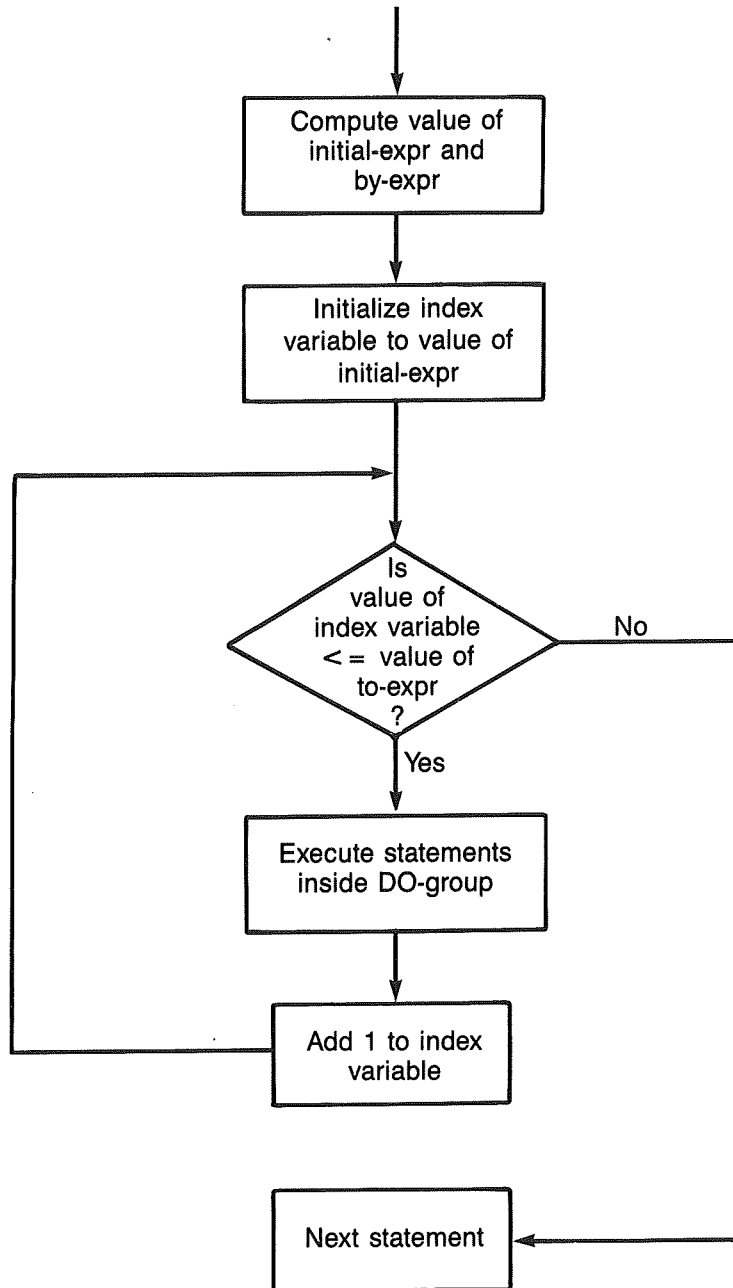 Compute value of
initial-expr and
by-expr
Initialize index
variable to value of
initial-expr
Is
value of
index variable
< = value of
to-expr
?
No
Yes
Execute statements
inside DO-group
Add 1 to index
variable
Next statement